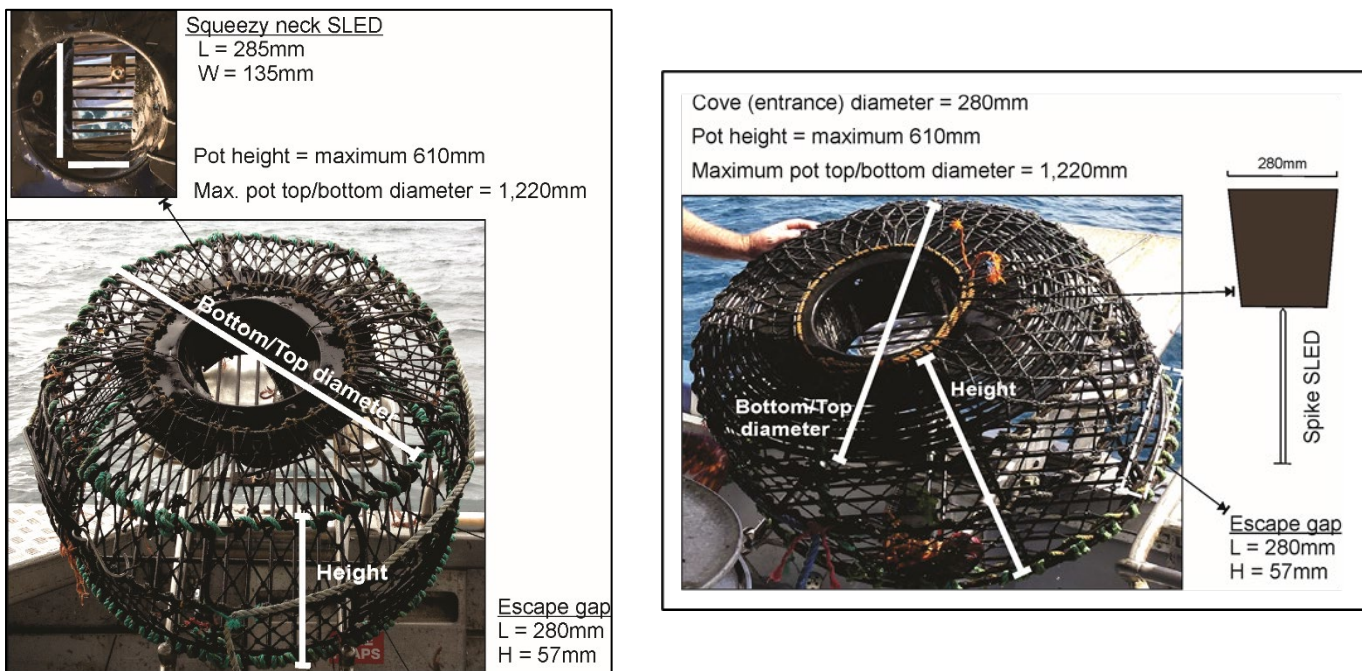 Squeezy neck SLED
L = 285mm
W = 135mm
Pot height = maximum 610mm
Max. pot top/bottom diameter = 1,220mm
Bottom/Top diameter
Height
Escape gap
L = 280mm
H = 57mm
Cove (entrance) diameter = 280mm
Pot height = maximum 610mm
Maximum pot top/bottom diameter = 1,220mm
280mm
Bottom/Top
diameter
Height
Spike SLED
Escape gap
L = 280mm
H = 57mm